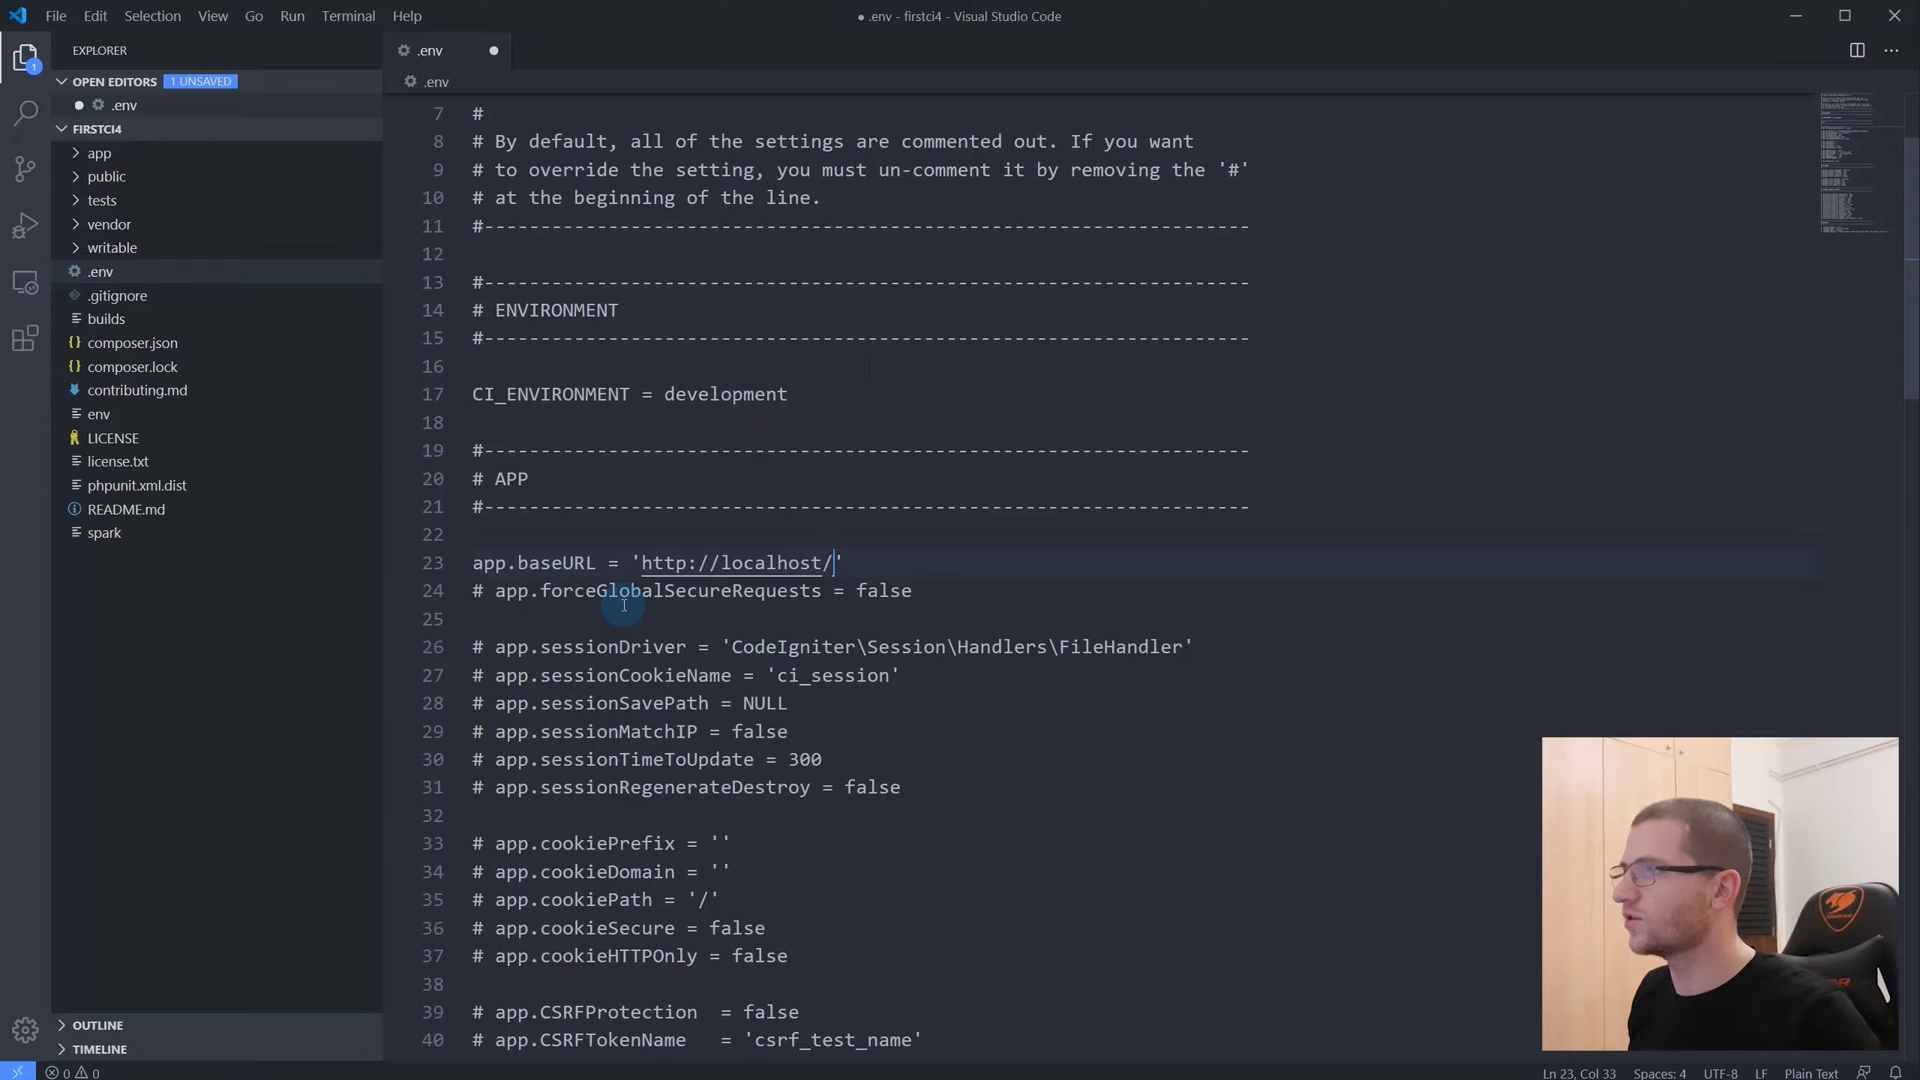 File Edit Selection View Go Run Terminal Help
● .env - firstci4 - Visual Studio Code
EXPLORER
OPEN EDITORS 1 UNSAVED
.env
FIRSTCI4
app
public
tests
vendor
writable
.env
.gitignore
builds
composer.json
composer.lock
contributing.md
env
LICENSE
license.txt
phpunit.xml.dist
README.md
spark
OUTLINE
TIMELINE
1
.env
.env
7 #
8 # By default, all of the settings are commented out. If you want
9 # to override the setting, you must un-comment it by removing the '#'
10 # at the beginning of the line.
11 #--------------------------------------------------------------------
12
13 #--------------------------------------------------------------------
14 # ENVIRONMENT
15 #--------------------------------------------------------------------
16
17 CI_ENVIRONMENT = development
18
19 #--------------------------------------------------------------------
20 # APP
21 #--------------------------------------------------------------------
22
23 app.baseURL = 'http://localhost/'
24 # app.forceGlobalSecureRequests = false
25
26 # app.sessionDriver = 'CodeIgniter\Session\Handlers\FileHandler'
27 # app.sessionCookieName = 'ci_session'
28 # app.sessionSavePath = NULL
29 # app.sessionMatchIP = false
30 # app.sessionTimeToUpdate = 300
31 # app.sessionRegenerateDestroy = false
32
33 # app.cookiePrefix = ''
34 # app.cookieDomain = ''
35 # app.cookiePath = '/'
36 # app.cookieSecure = false
37 # app.cookieHTTPOnly = false
38
39 # app.CSRFProtection  = false
40 # app.CSRFTokenName   = 'csrf_test_name'
0 0
Ln 23, Col 33 Spaces: 4 UTF-8 LF Plain Text